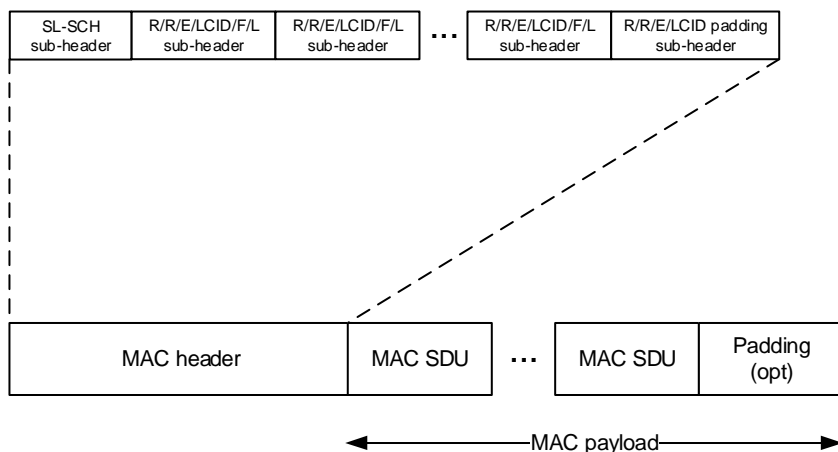 SL-SCH
sub-header
R/R/E/LCID/F/L
sub-header
R/R/E/LCID/F/L
sub-header
...
R/R/E/LCID/F/L
sub-header
R/R/E/LCID padding
sub-header
MAC header
MAC SDU
...
MAC SDU
Padding
(opt)
MAC payload